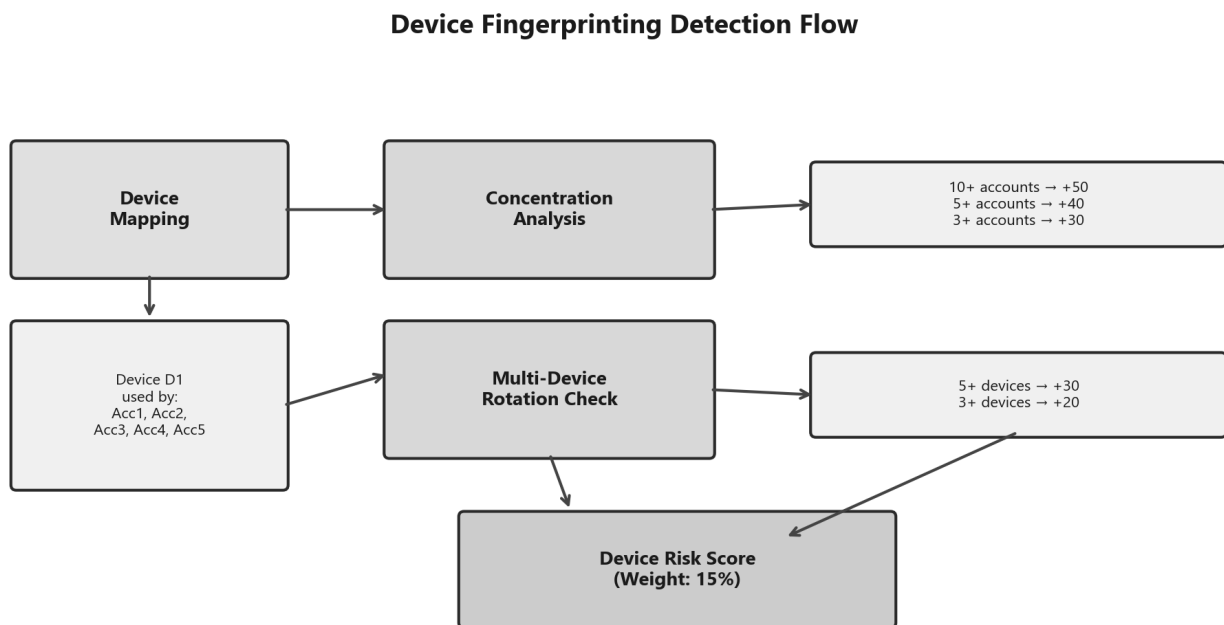 Device Fingerprinting Detection Flow
Device
Mapping
Concentration
Analysis
10+ accounts → +50
5+ accounts → +40
3+ accounts → +30
Device D1
used by:
Acc1, Acc2,
Acc3, Acc4, Acc5
Multi-Device
Rotation Check
5+ devices → +30
3+ devices → +20
Device Risk Score
(Weight: 15%)